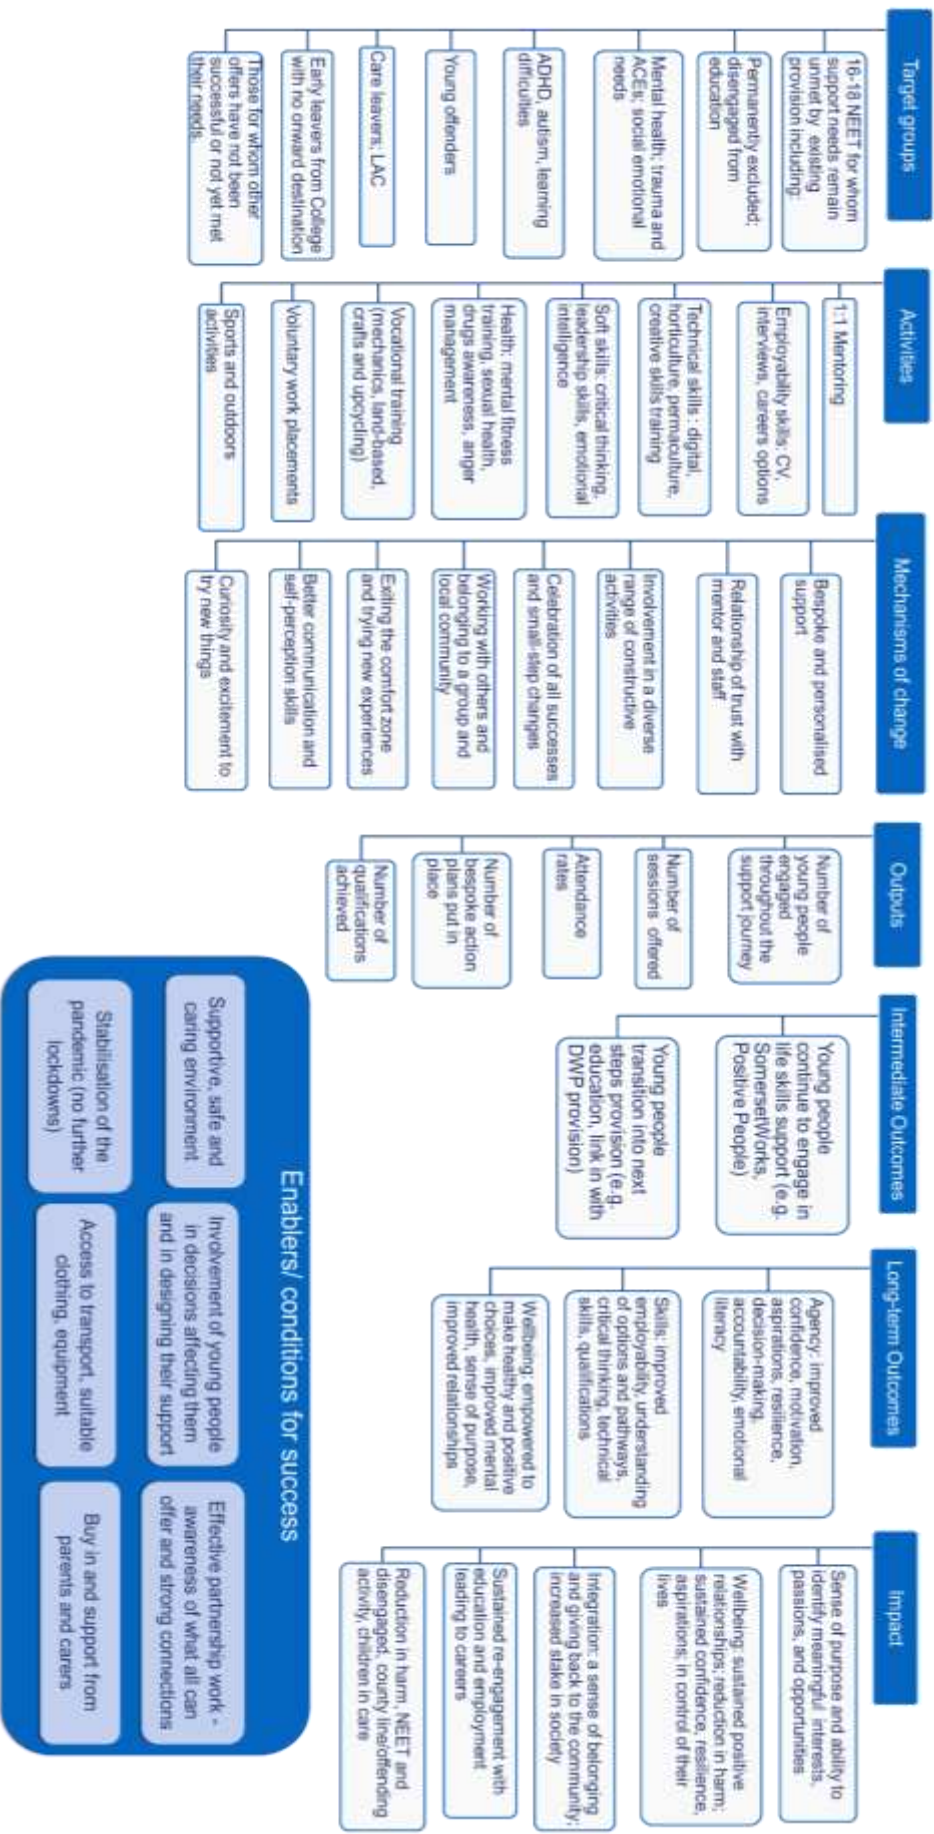 Target groups
16-18 NEET for whom
support needs remain
unmet by existing
provision including:
Permanently excluded;
disengaged from
education
Mental health; trauma and
ACEs; social emotional
needs
ADHD, autism, learning
difficulties
Young offenders
Care leavers; LAC
Early leavers from College
with no onward destination
Those for whom other
offers have not been
successful or not yet met
their needs.
Activities
1:1 Mentoring
Employability skills: CV,
interviews, careers options
Technical skills : digital,
horticulture, permaculture,
creative skills training
Soft skills: critical thinking,
leadership skills, emotional
intelligence
Health: mental fitness
training, sexual health,
drugs awareness, anger
management
Vocational training
(mechanics, land-based,
crafts and upcycling)
Voluntary work placements
Sports and outdoors
activities
Mechanisms of change
Bespoke and personalised
support
Relationship of trust with
mentor and staff
Involvement in a diverse
range of constructive
activities
Celebration of all successes
and small-step changes
Working with others and
belonging to a group and
local community
Exiting the comfort zone
and trying new experiences
Better communication and
self-perception skills
Curiosity and excitement to
try new things
Outputs
Number of
young people
engaged
throughout the
support journey
Number of
sessions offered
Attendance
rates
Number of
bespoke action
plans put in
place
Number of
qualifications
achieved
Intermediate Outcomes
Young people
continue to engage in
life skills support (e.g.
SomersetWorks,
Positive People)
Young people
transition into next
steps provision (e.g.
education, link in with
DWP provision)
Long-term Outcomes
Agency: improved
confidence, motivation,
aspirations, resilience,
decision-making,
accountability, emotional
literacy
Skills: improved
employability, understanding
of options and pathways,
critical thinking, technical
skills, qualifications
Wellbeing: empowered to
make healthy and positive
choices, improved mental
health, sense of purpose,
improved relationships
Impact
Sense of purpose and ability to
identify meaningful interests,
passions, and opportunities
Wellbeing: sustained positive
relationships; reduction in harm;
sustained confidence, resilience,
aspirations; in control of their
lives
Integration: a sense of belonging
and giving back to the community;
increased stake in society
Sustained re-engagement with
education and employment
leading to careers
Reduction in harm, NEET and
disengaged, county line/offending
activity, children in care
Enablers/ conditions for success
Supportive, safe and
caring environment
Involvement of young people
in decisions affecting them
and in designing their support
Effective partnership work -
awareness of what all can
offer and strong connections
Stabilisation of the
pandemic (no further
lockdowns)
Access to transport, suitable
clothing, equipment
Buy in and support from
parents and carers